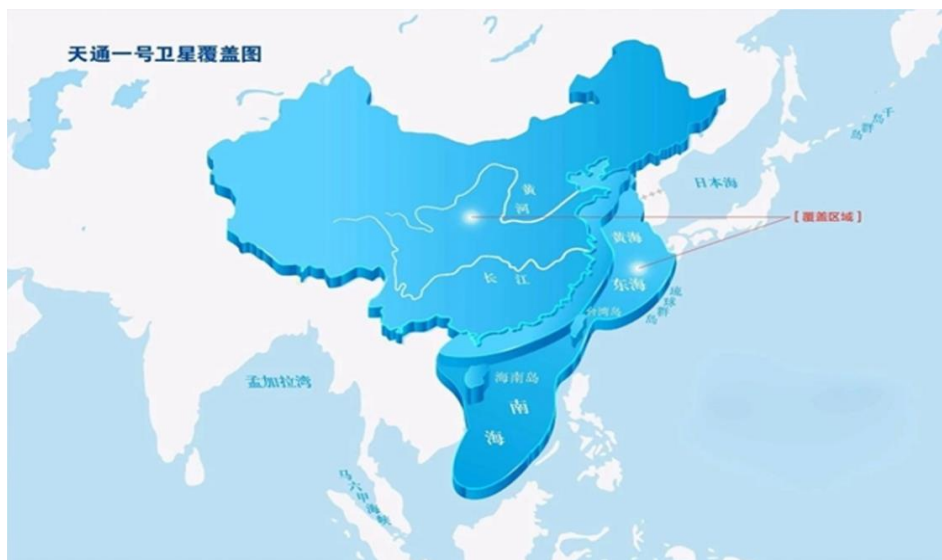 天通一号卫星覆盖图
千岛群岛
日本海
黄河
[ 覆盖区域 ]
黄海
长江
东海
琉球群岛
台湾岛
孟加拉湾
海南岛
南海
马六甲海峡